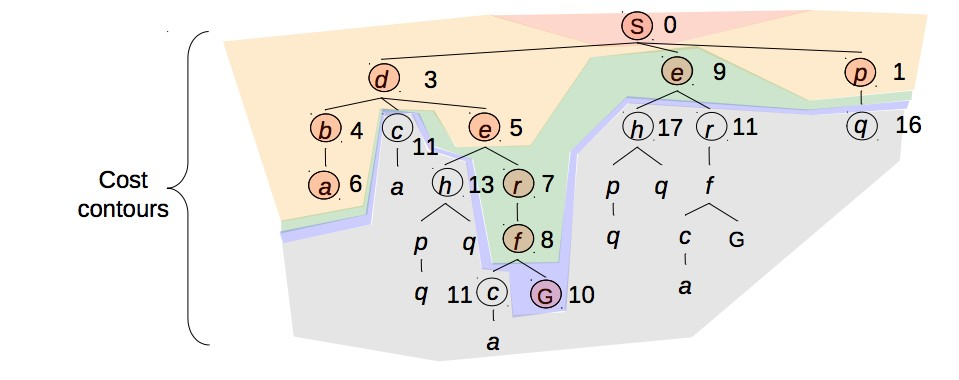 S 0
d 3 e 9 p 1
b 4 c 11 e 5 h 17 r 11 q 16
Cost
contours
a 6 a h 13 r 7 p q f
p q f 8 q c G
q 11 c G 10 a
a